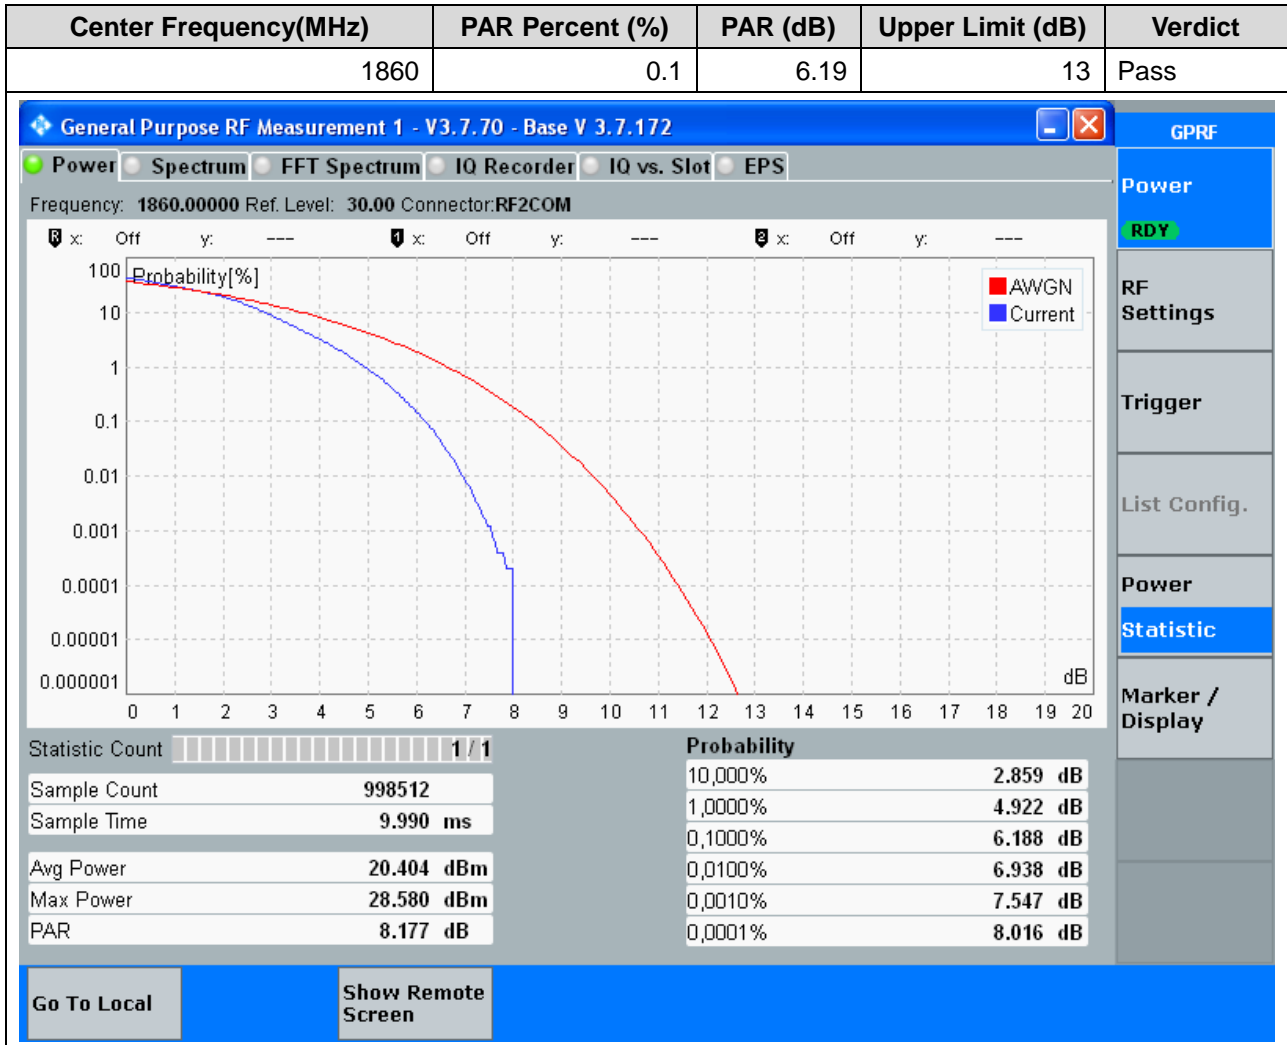 Center Frequency(MHz) PAR Percent (%) PAR (dB) Upper Limit (dB) Verdict
1860 0.1 6.19 13 Pass
General Purpose RF Measurement 1 - V3.7.70 - Base V 3.7.172
GPRF
Power Spectrum FFT Spectrum IQ Recorder IQ vs. Slot EPS
Frequency: 1860.00000 Ref. Level: 30.00 Connector:RF2COM
R x: Off y: --- 1 x: Off y: --- 2 x: Off y: ---
Probability[%]
AWGN
Current
100
10
1
0.1
0.01
0.001
0.0001
0.00001
0.000001
dB
0 1 2 3 4 5 6 7 8 9 10 11 12 13 14 15 16 17 18 19 20
Statistic Count 1 / 1
Sample Count 998512
Sample Time 9.990 ms
Avg Power 20.404 dBm
Max Power 28.580 dBm
PAR 8.177 dB
Probability
10,000% 2.859 dB
1,0000% 4.922 dB
0,1000% 6.188 dB
0,0100% 6.938 dB
0,0010% 7.547 dB
0,0001% 8.016 dB
Power
RDY
RF
Settings
Trigger
List Config.
Power
Statistic
Marker /
Display
Go To Local
Show Remote
Screen